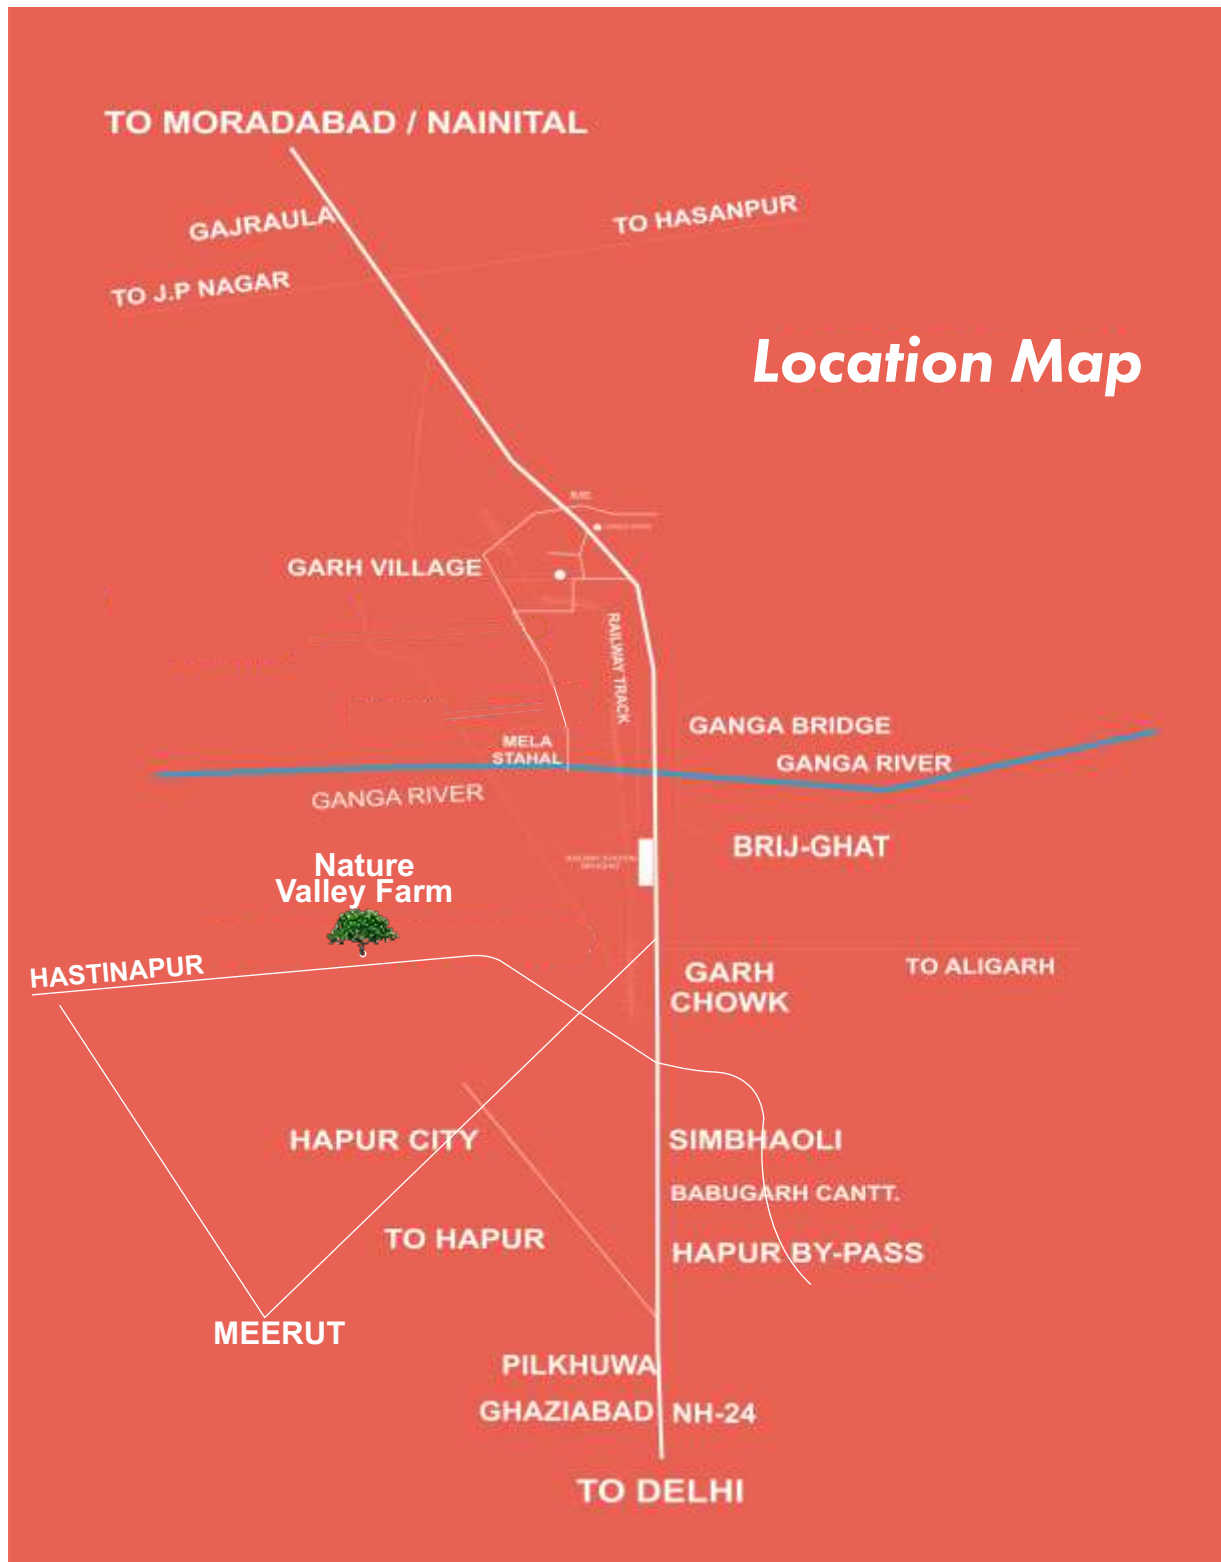 TO MORADABAD / NAINITAL
GAJRAULA
TO HASANPUR
TO J.P NAGAR
Location Map
GARH VILLAGE
RAILWAY TRACK
GANGA BRIDGE
MELA
STAHAL
GANGA RIVER
GANGA RIVER
BRIJ-GHAT
Nature
Valley Farm
HASTINAPUR
GARH
CHOWK
TO ALIGARH
HAPUR CITY
SIMBHAOLI
BABUGARH CANTT.
TO HAPUR
HAPUR BY-PASS
MEERUT
PILKHUWA
GHAZIABAD
NH-24
TO DELHI